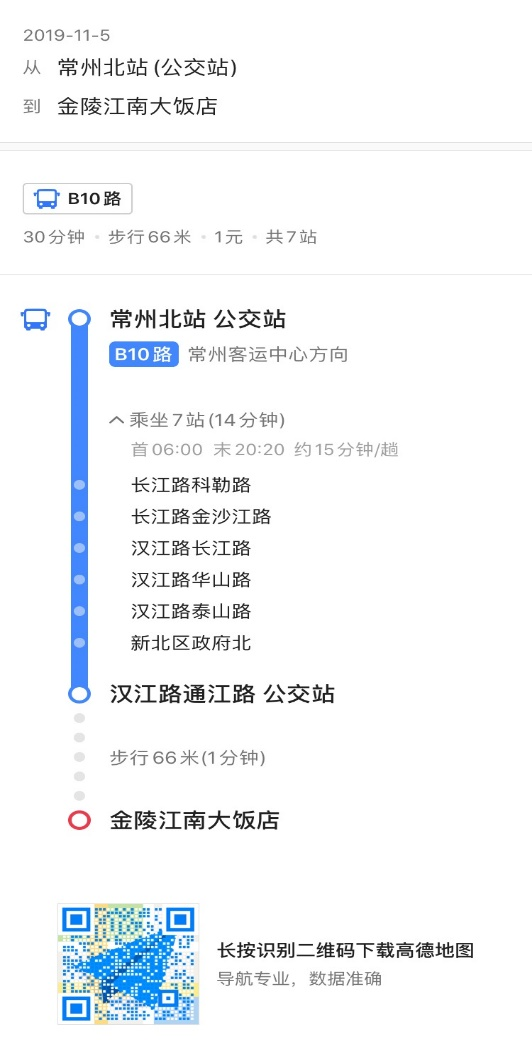 2019-11-5
从 常州北站 (公交站)
到 金陵江南大饭店
B10路
30分钟 · 步行66米 · 1元 · 共7站
常州北站 公交站
B10路 常州客运中心方向
乘坐7站(14分钟)
首06:00 末20:20 约15分钟/趟
长江路科勒路
长江路金沙江路
汉江路长江路
汉江路华山路
汉江路泰山路
新北区政府北
汉江路通江路 公交站
步行66米(1分钟)
金陵江南大饭店
长按识别二维码下载高德地图
导航专业，数据准确